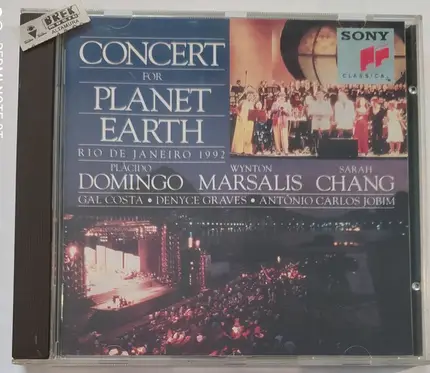 CONCERT
FOR
PLANET
EARTH
RIO DE JANEIRO 1992
PLÁCIDO DOMINGO
WYNTON MARSALIS
SARAH CHANG
GAL COSTA • DENYCE GRAVES • ANTÔNIO CARLOS JOBIM
SONY
CLASSICAL
ALTAMURA